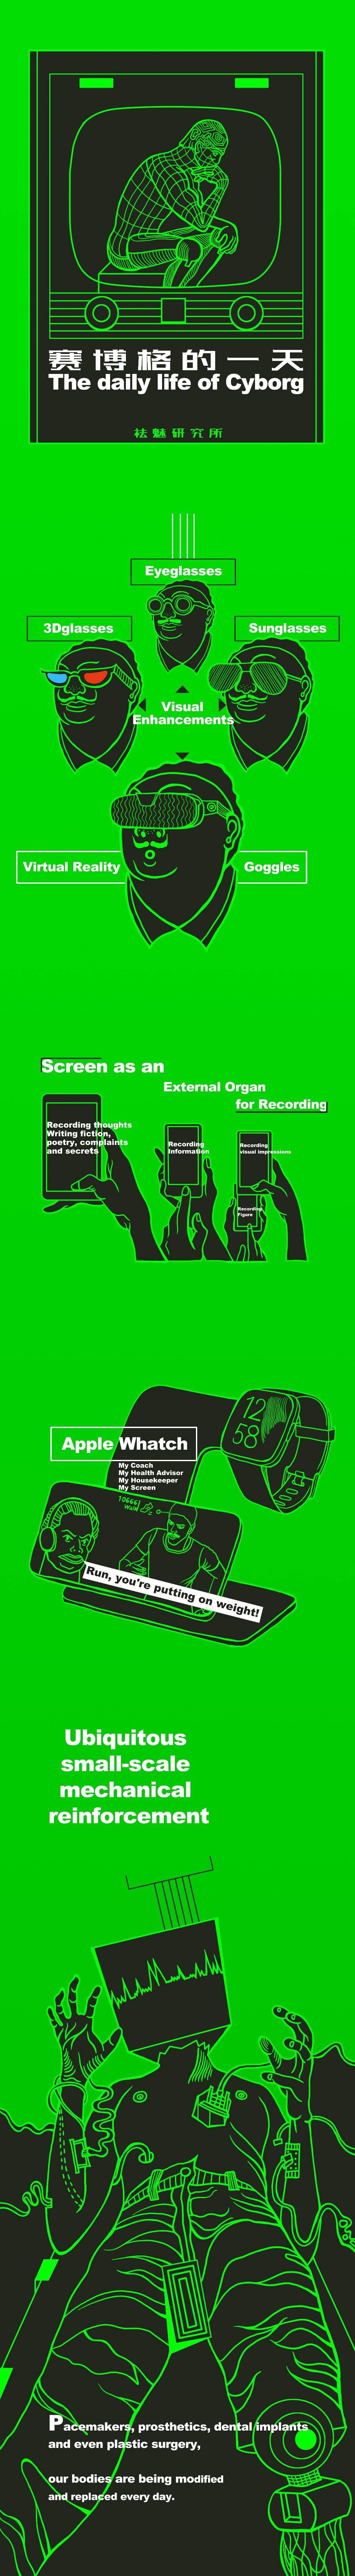 赛博格的一天
The daily life of Cyborg
祛魅研究所
Eyeglasses
3Dglasses
Sunglasses
Visual
Enhancements
Virtual Reality
Goggles
Screen as an
External Organ
for Recording
Recording thoughts
Writing fiction,
poetry, complaints
and secrets
Recording
Information
Recording
visual impressions
Recording
Figure
12
58
Apple Whatch
My Coach
My Health Advisor
My Housekeeper
My Screen
10666
Walk
Run, you're putting on weight!
Ubiquitous
small-scale
mechanical
reinforcement
Pacemakers, prosthetics, dental implants
and even plastic surgery,
our bodies are being modified
and replaced every day.